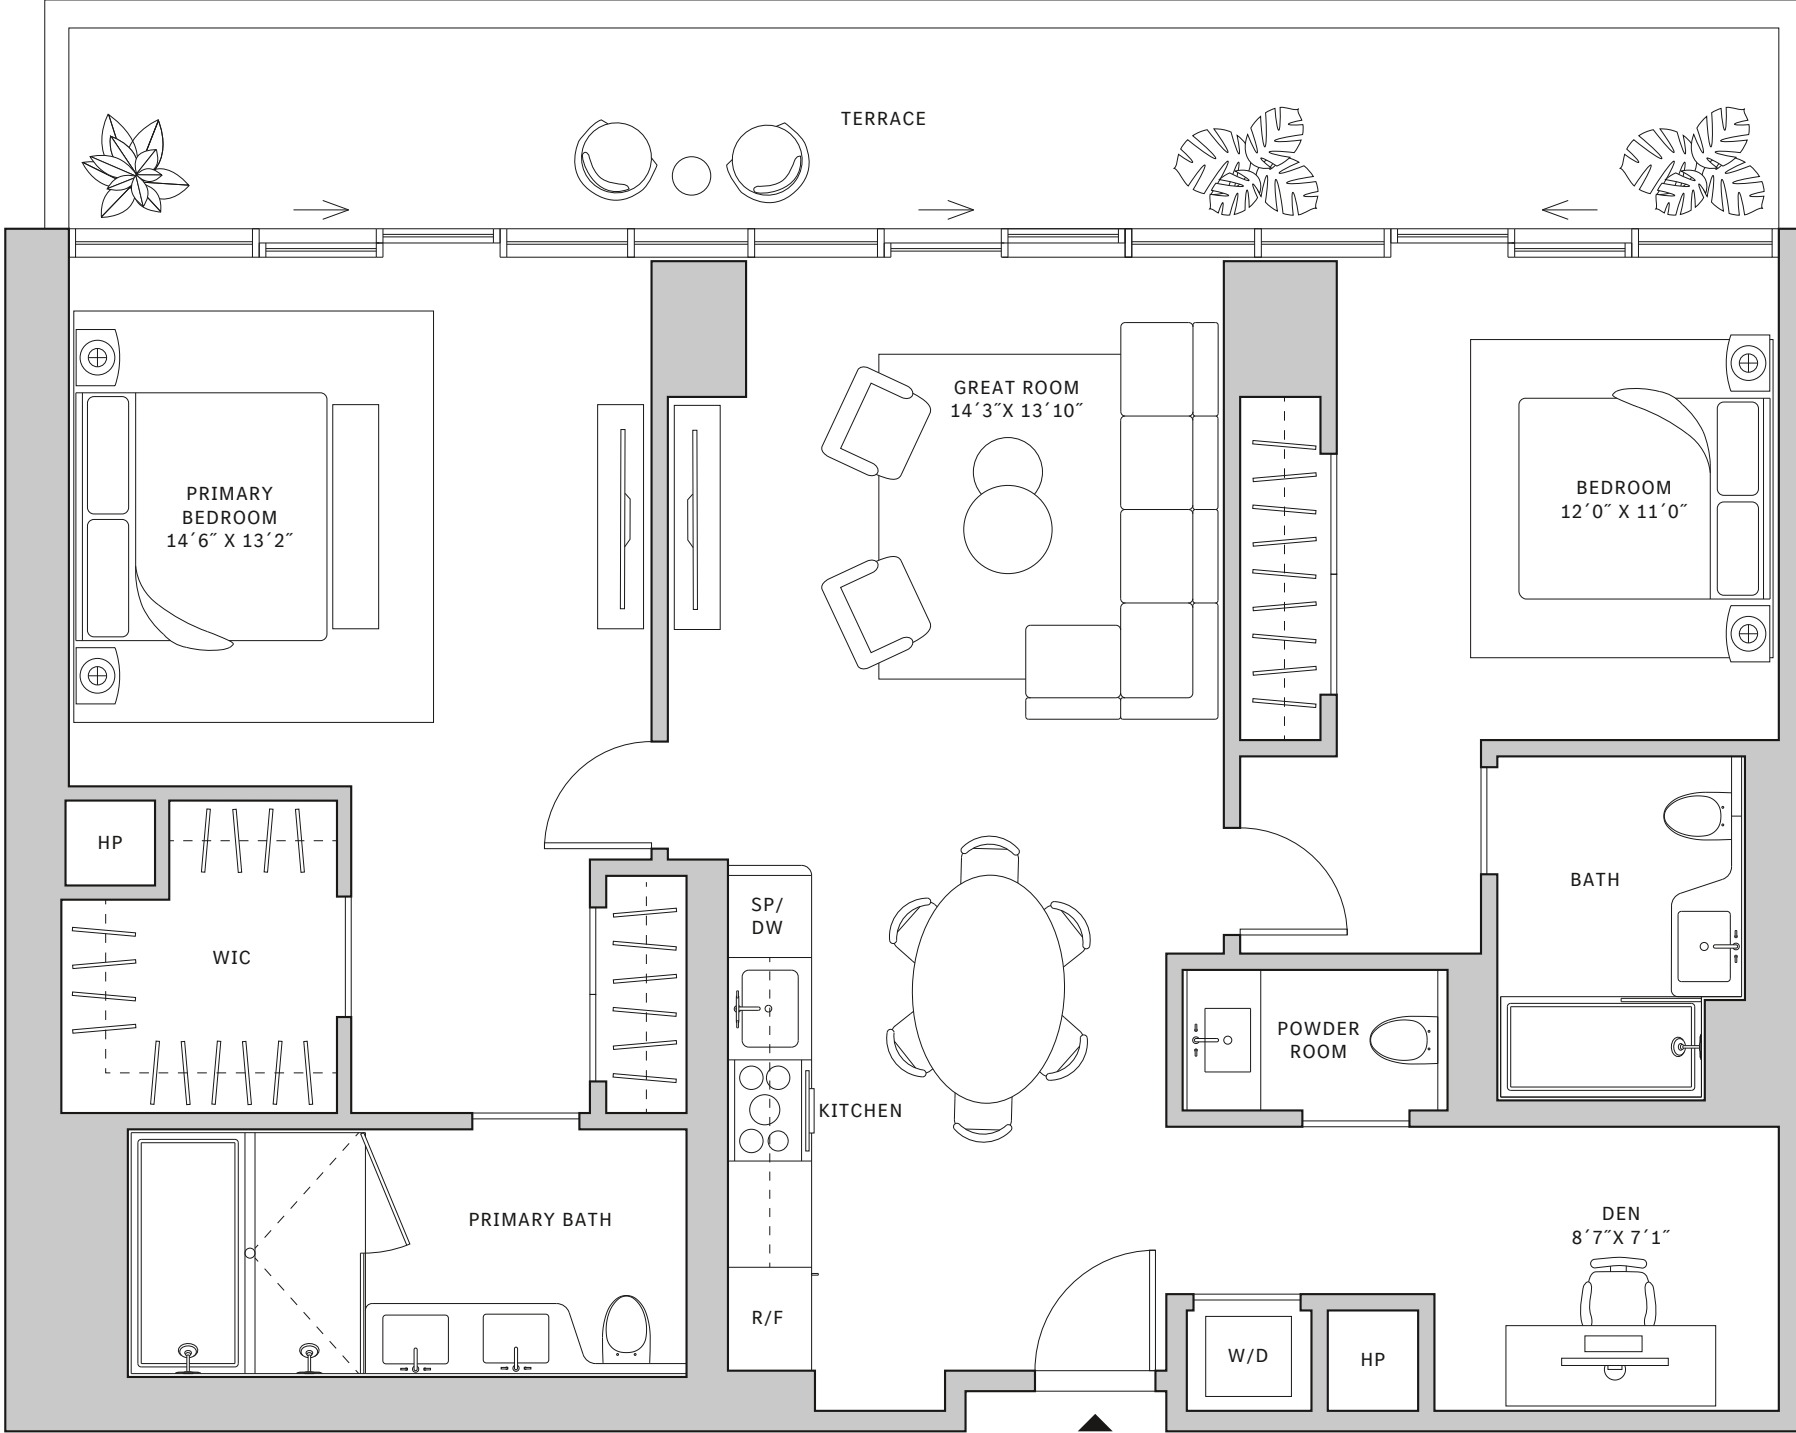 TERRACE
GREAT ROOM
14´3˝X 13´10˝
PRIMARY
BEDROOM
14´6˝ X 13´2˝
BEDROOM
12´0˝ X 11´0˝
HP
WIC
SP/
DW
BATH
POWDER
ROOM
KITCHEN
PRIMARY BATH
DEN
8´7˝X 7´1˝
R/F
W/D
HP